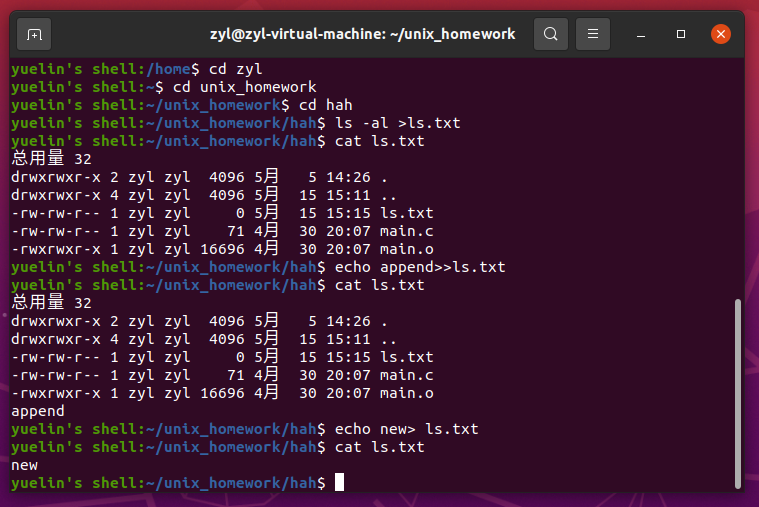 zyl@zyl-virtual-machine: ~/unix_homework
yuelin's shell:/home$ cd zyl
yuelin's shell:~$ cd unix_homework
yuelin's shell:~/unix_homework$ cd hah
yuelin's shell:~/unix_homework/hah$ ls -al >ls.txt
yuelin's shell:~/unix_homework/hah$ cat ls.txt
总用量 32
drwxrwxr-x 2 zyl zyl  4096 5月   5 14:26 .
drwxrwxr-x 4 zyl zyl  4096 5月  15 15:11 ..
-rw-rw-r-- 1 zyl zyl     0 5月  15 15:15 ls.txt
-rw-rw-r-- 1 zyl zyl    71 4月  30 20:07 main.c
-rwxrwxr-x 1 zyl zyl 16696 4月  30 20:07 main.o
yuelin's shell:~/unix_homework/hah$ echo append>>ls.txt
yuelin's shell:~/unix_homework/hah$ cat ls.txt
总用量 32
drwxrwxr-x 2 zyl zyl  4096 5月   5 14:26 .
drwxrwxr-x 4 zyl zyl  4096 5月  15 15:11 ..
-rw-rw-r-- 1 zyl zyl     0 5月  15 15:15 ls.txt
-rw-rw-r-- 1 zyl zyl    71 4月  30 20:07 main.c
-rwxrwxr-x 1 zyl zyl 16696 4月  30 20:07 main.o
append
yuelin's shell:~/unix_homework/hah$ echo new> ls.txt
yuelin's shell:~/unix_homework/hah$ cat ls.txt
new
yuelin's shell:~/unix_homework/hah$